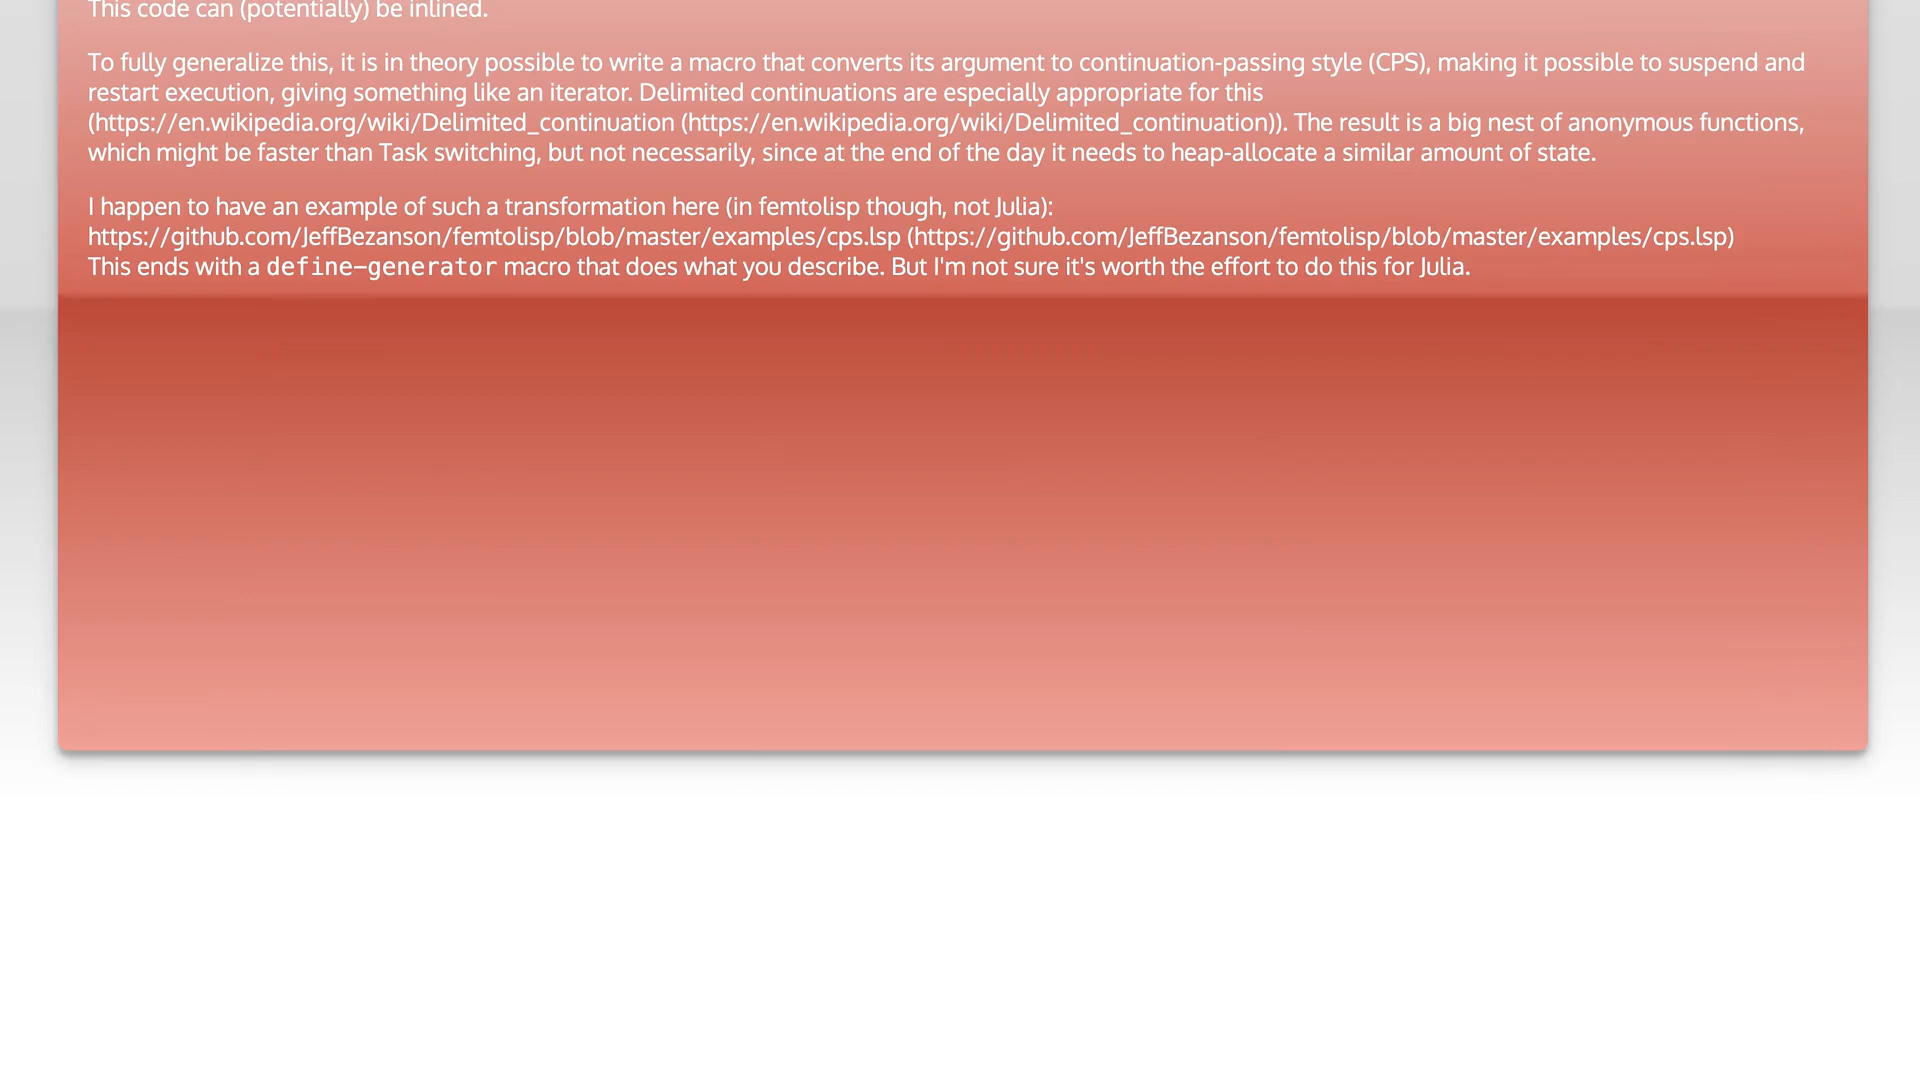 This code can (potentially) be inlined.
To fully generalize this, it is in theory possible to write a macro that converts its argument to continuation-passing style (CPS), making it possible to suspend and
restart execution, giving something like an iterator. Delimited continuations are especially appropriate for this
(https://en.wikipedia.org/wiki/Delimited_continuation (https://en.wikipedia.org/wiki/Delimited_continuation)). The result is a big nest of anonymous functions,
which might be faster than Task switching, but not necessarily, since at the end of the day it needs to heap-allocate a similar amount of state.
I happen to have an example of such a transformation here (in femtolisp though, not Julia):
https://github.com/JeffBezanson/femtolisp/blob/master/examples/cps.lsp (https://github.com/JeffBezanson/femtolisp/blob/master/examples/cps.lsp)
This ends with a define-generator macro that does what you describe. But I'm not sure it's worth the effort to do this for Julia.